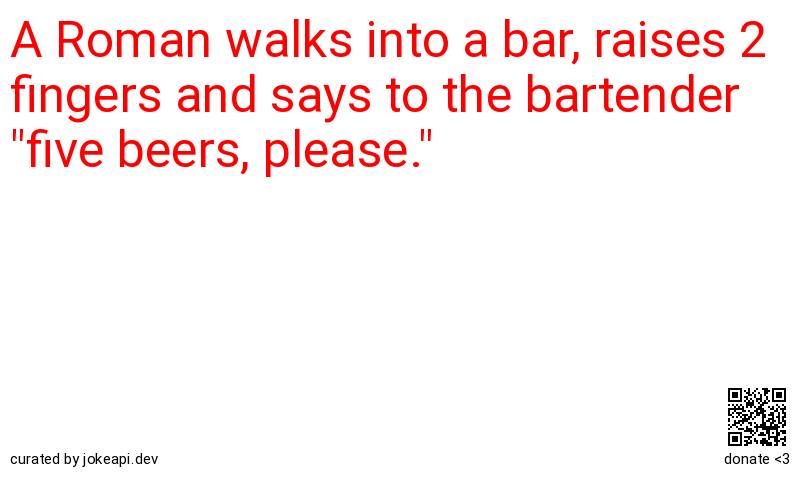 A Roman walks into a bar, raises 2
fingers and says to the bartender
"five beers, please."
curated by jokeapi.dev
donate <3